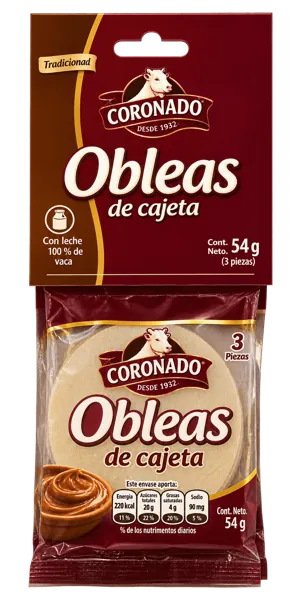 Tradicionad
CORONADO
DESDE 1932
Obleas
de cajeta
Con leche
100 % de
vaca
Cont.
Neto. 54 g
(3 piezas)
CORONADO
DESDE 1932
3
Piezas
Obleas
de cajeta
Este envase aporta:
Energía
220 kcal
11 %
Azúcares
totales
20 g
22 %
Grasas
saturadas
4 g
20 %
Sodio
90 mg
5 %
% de los nutrimentos diarios
Cont. Neto.
54 g